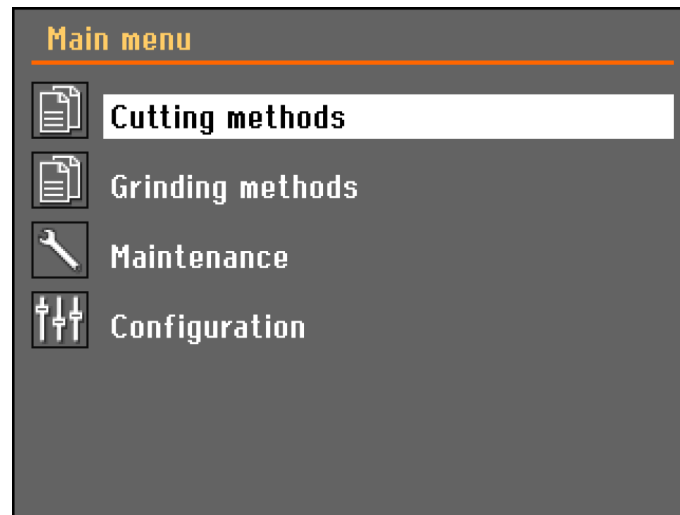 Main menu
Cutting methods
Grinding methods
Maintenance
Configuration